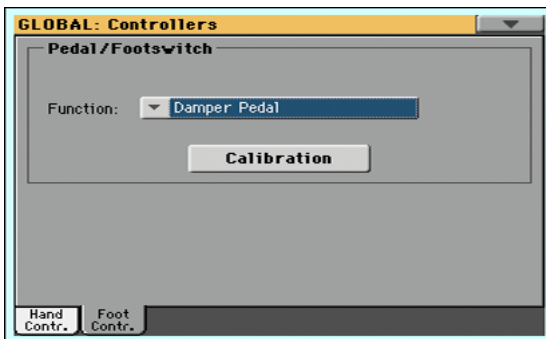 GLOBAL: Controllers
Pedal/Footswitch
Function: Damper Pedal
Calibration
Hand Foot
Contr. Contr.